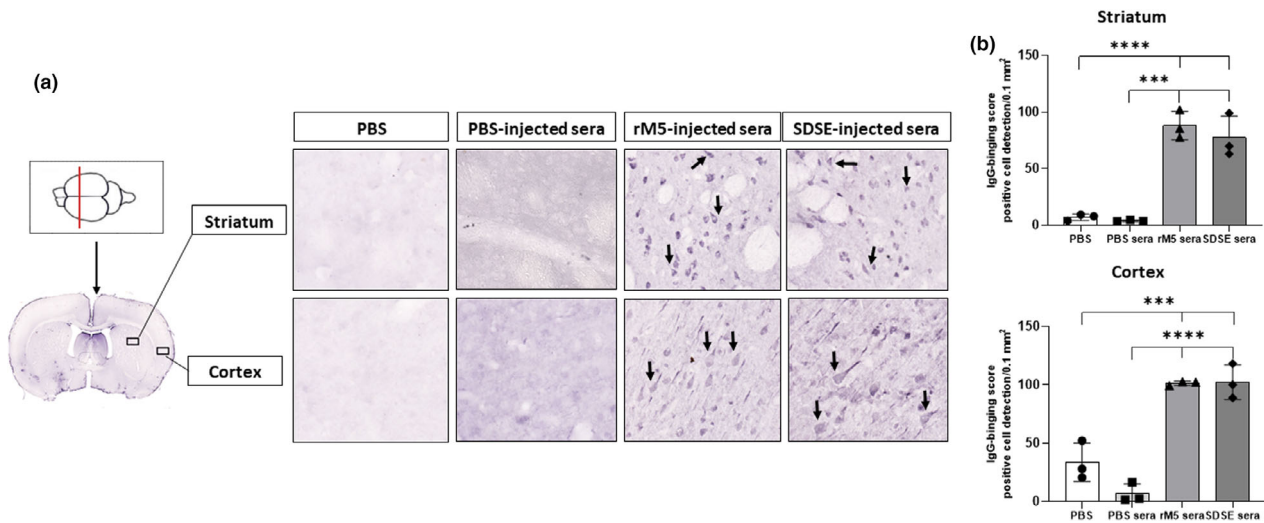 (a)
PBS
PBS-injected sera
rM5-injected sera
SDSE-injected sera
Striatum
Cortex
(b)
Striatum
IgG-binging score
positive cell detection/0.1 mm²
150
100
50
0
****
***
PBS
PBS sera
rM5 sera
SDSE sera
Cortex
IgG-binging score
positive cell detection/0.1 mm²
150
100
50
0
***
****
PBS
PBS sera
rM5 sera
SDSE sera